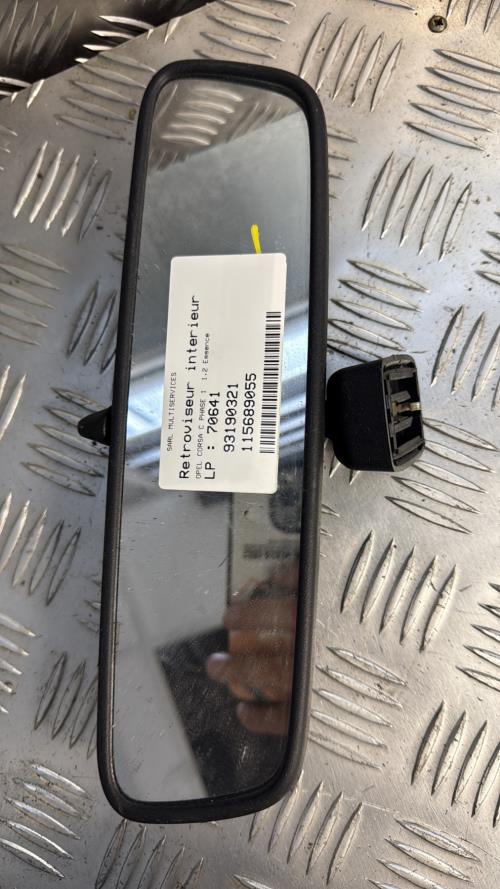 SARL MULTISERVICES
Retroviseur interieur
OPEL CORSA C PHASE 1 1.2 Essence
LP : 70641
93190321
115689055